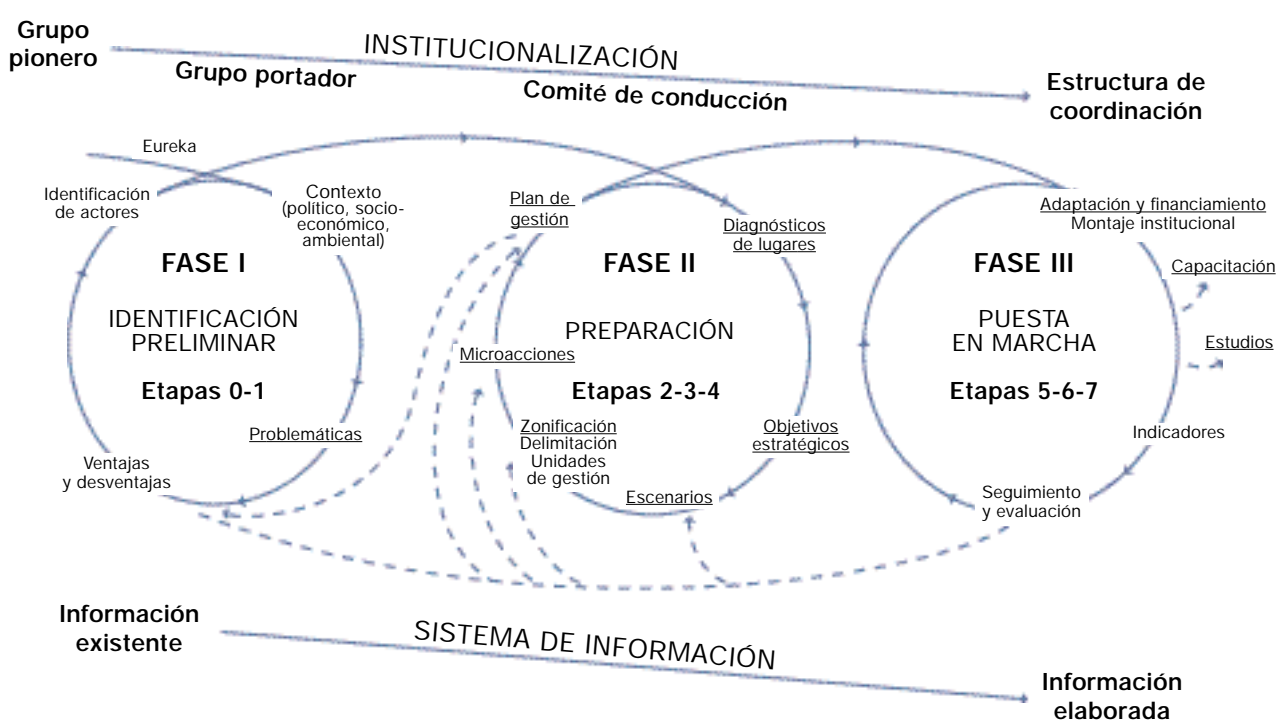 Grupo
pionero
INSTITUCIONALIZACIÓN
Grupo portador
Comité de conducción
Estructura de
coordinación
Eureka
Identificación
de actores
Contexto
(político, socio-
económico,
ambiental)
FASE I
IDENTIFICACIÓN
PRELIMINAR
Etapas 0-1
Problemáticas
Ventajas
y desventajas
Plan de
gestión
Diagnósticos
de lugares
FASE II
PREPARACIÓN
Microacciones
Etapas 2-3-4
Zonificación
Delimitación
Unidades
de gestión
Objetivos
estratégicos
Escenarios
Adaptación y financiamiento
Montaje institucional
FASE III
Capacitación
PUESTA
EN MARCHA
Estudios
Etapas 5-6-7
Indicadores
Seguimiento
y evaluación
Información
existente
SISTEMA DE INFORMACIÓN
Información
elaborada